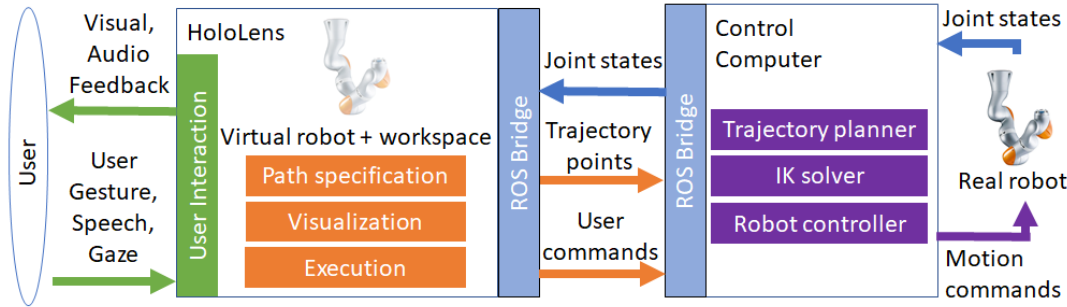 User
Visual,
Audio
Feedback
User
Gesture,
Speech,
Gaze
HoloLens
User Interaction
Virtual robot + workspace
Path specification
Visualization
Execution
ROS Bridge
Joint states
Trajectory
points
User
commands
ROS Bridge
Control
Computer
Trajectory planner
IK solver
Robot controller
Joint states
Real robot
Motion
commands